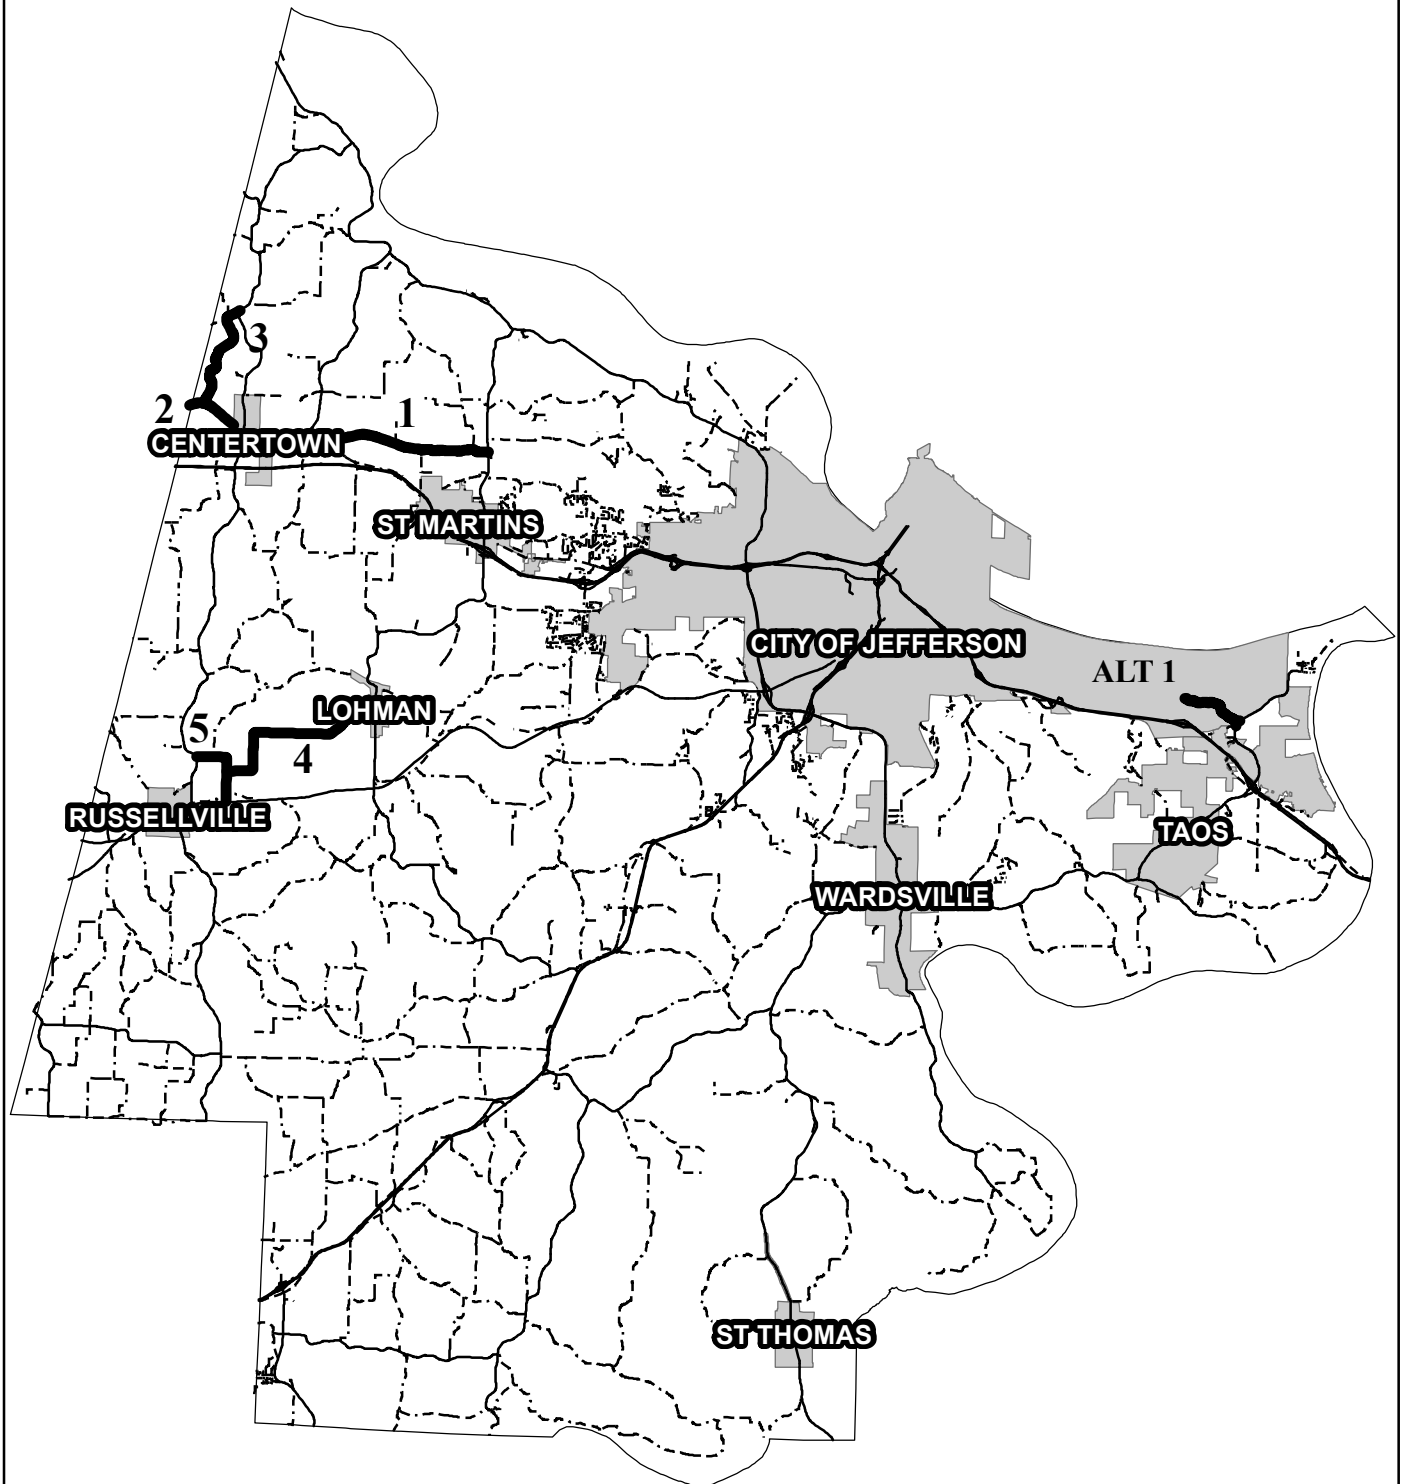 3
2
1
CENTERTOWN
ST MARTINS
CITY OF JEFFERSON
ALT 1
LOHMAN
5
4
RUSSELLVILLE
TAOS
WARDSVILLE
ST THOMAS